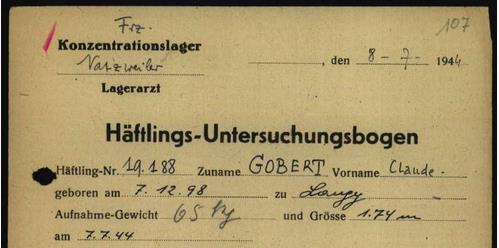 Frz. 107
Konzentrationslager
Natzweiler , den 8-7- 1944
Lagerarzt
Häftlings-Untersuchungsbogen
Häftling-Nr. 19.188 Zuname GOBERT Vorname Claude.
geboren am 7.12.98 zu Langy
Aufnahme-Gewicht 65 kg und Grösse 1.74 m
am 7.7.44